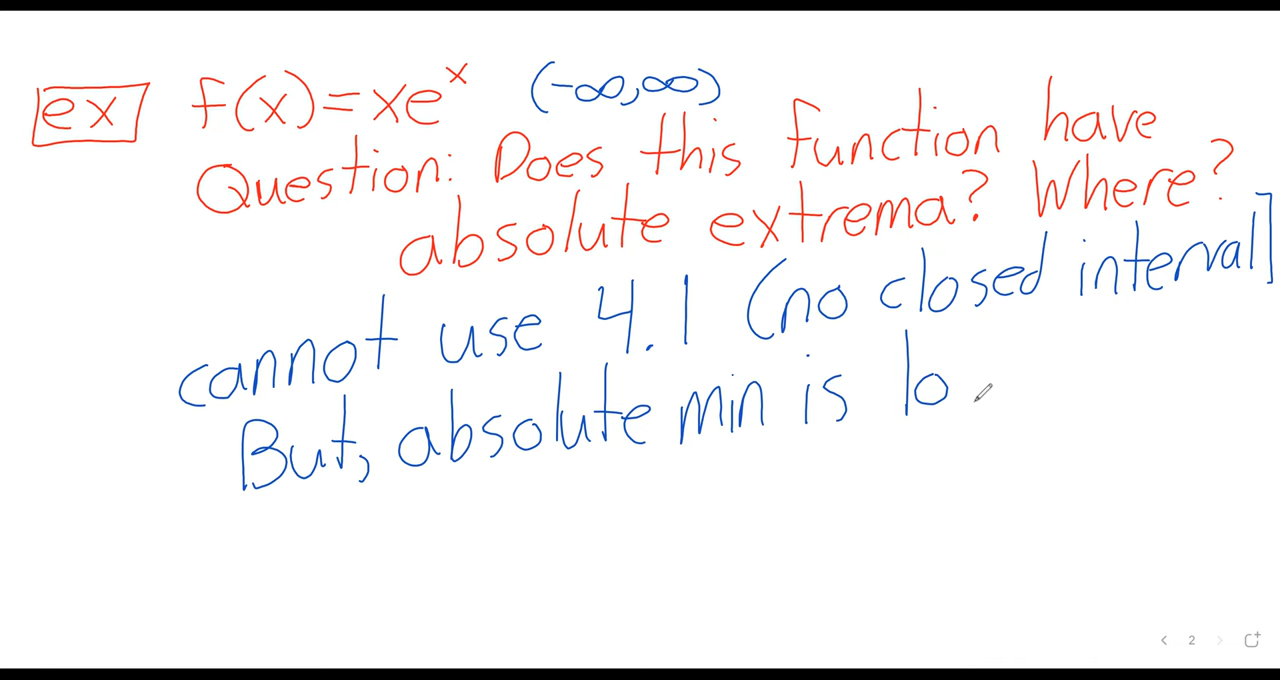 ex f(x)=xe^x (-∞,∞)
Question: Does this function have
absolute extrema? Where?
cannot use 4.1 (no closed interval]
But, absolute min is lo
2